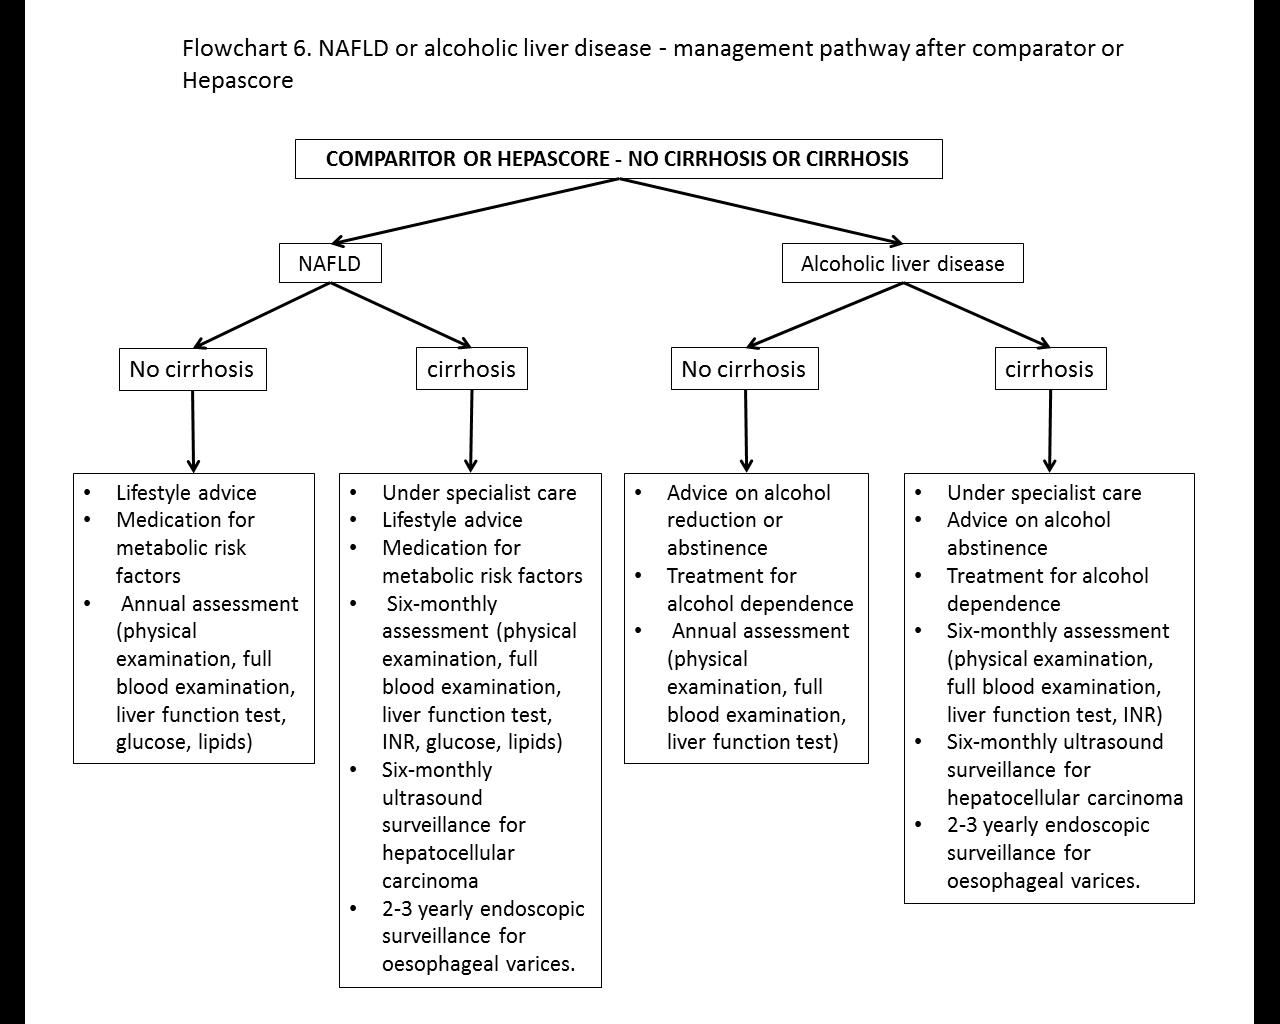 Flowchart 6. NAFLD or alcoholic liver disease - management pathway after comparator or
Hepascore
COMPARITOR OR HEPASCORE - NO CIRRHOSIS OR CIRRHOSIS
NAFLD
Alcoholic liver disease
No cirrhosis
cirrhosis
No cirrhosis
cirrhosis
• Lifestyle advice
• Medication for
metabolic risk
factors
• Annual assessment
(physical
examination, full
blood examination,
liver function test,
glucose, lipids)
• Under specialist care
• Lifestyle advice
• Medication for
metabolic risk factors
• Six-monthly
assessment (physical
examination, full
blood examination,
liver function test,
INR, glucose, lipids)
• Six-monthly
ultrasound
surveillance for
hepatocellular
carcinoma
• 2-3 yearly endoscopic
surveillance for
oesophageal varices.
• Advice on alcohol
reduction or
abstinence
• Treatment for
alcohol dependence
• Annual assessment
(physical
examination, full
blood examination,
liver function test)
• Under specialist care
• Advice on alcohol
abstinence
• Treatment for alcohol
dependence
• Six-monthly assessment
(physical examination,
full blood examination,
liver function test, INR)
• Six-monthly ultrasound
surveillance for
hepatocellular carcinoma
• 2-3 yearly endoscopic
surveillance for
oesophageal varices.